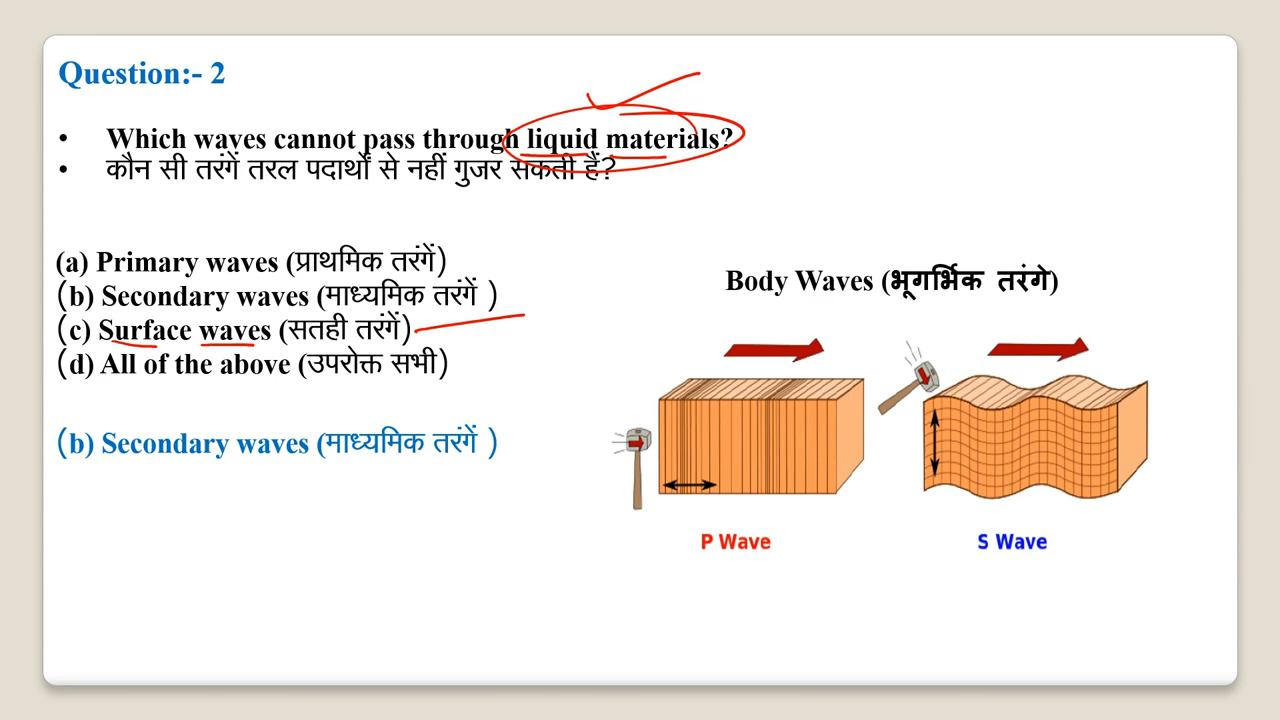 Question:- 2
• Which waves cannot pass through liquid materials?
• कौन सी तरंगें तरल पदार्थों से नहीं गुजर सकती हैं?
(a) Primary waves (प्राथमिक तरंगें)
(b) Secondary waves (माध्यमिक तरंगें )
(c) Surface waves (सतही तरंगें)
(d) All of the above (उपरोक्त सभी)
(b) Secondary waves (माध्यमिक तरंगें )
Body Waves (भूगर्भिक तरंगे)
P Wave
S Wave